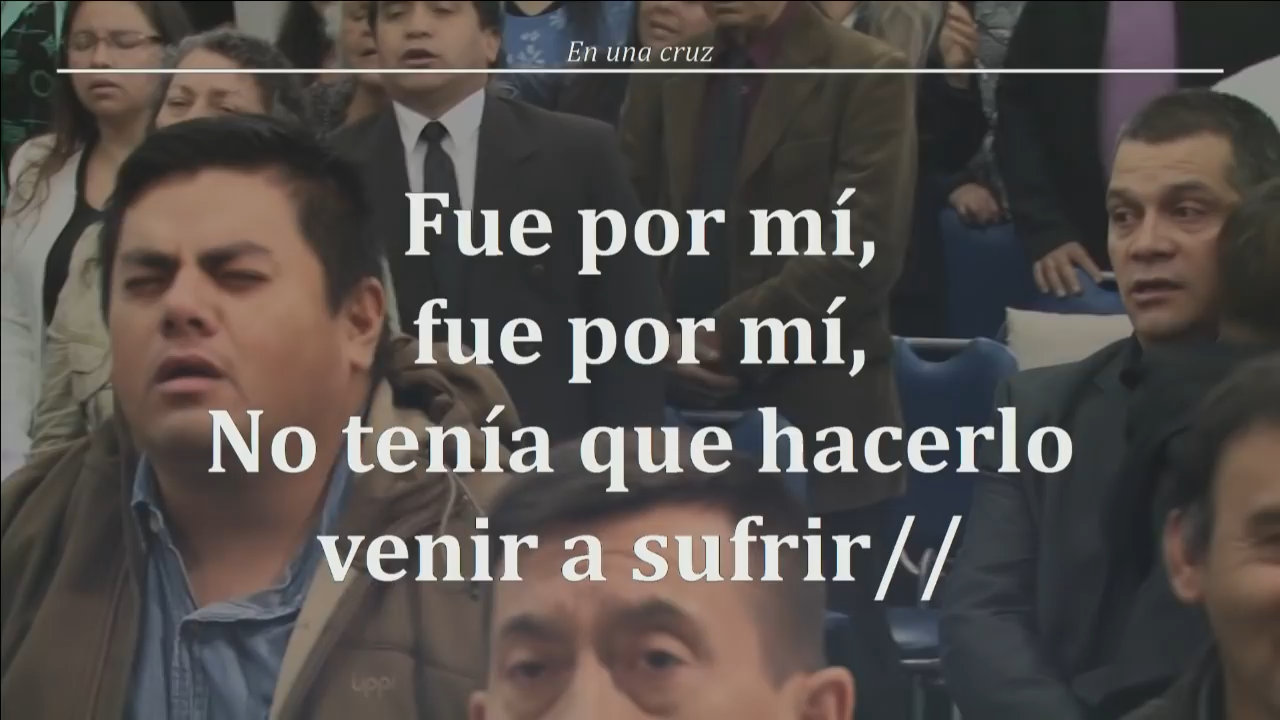 En una cruz
Fue por mí,
fue por mí,
No tenía que hacerlo
venir a sufrir//